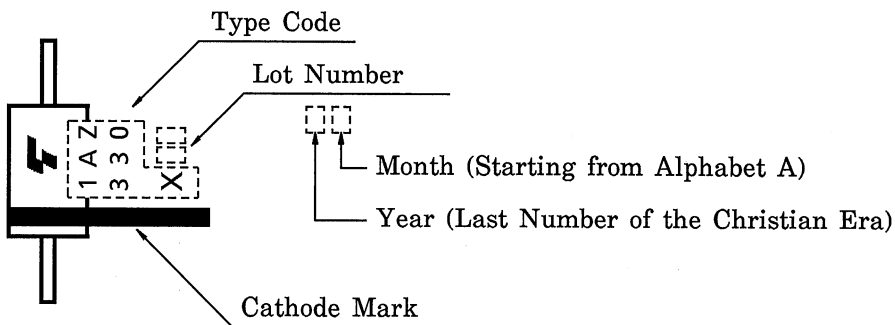 Type Code
Lot Number
1AZ
330
X
Month (Starting from Alphabet A)
Year (Last Number of the Christian Era)
Cathode Mark